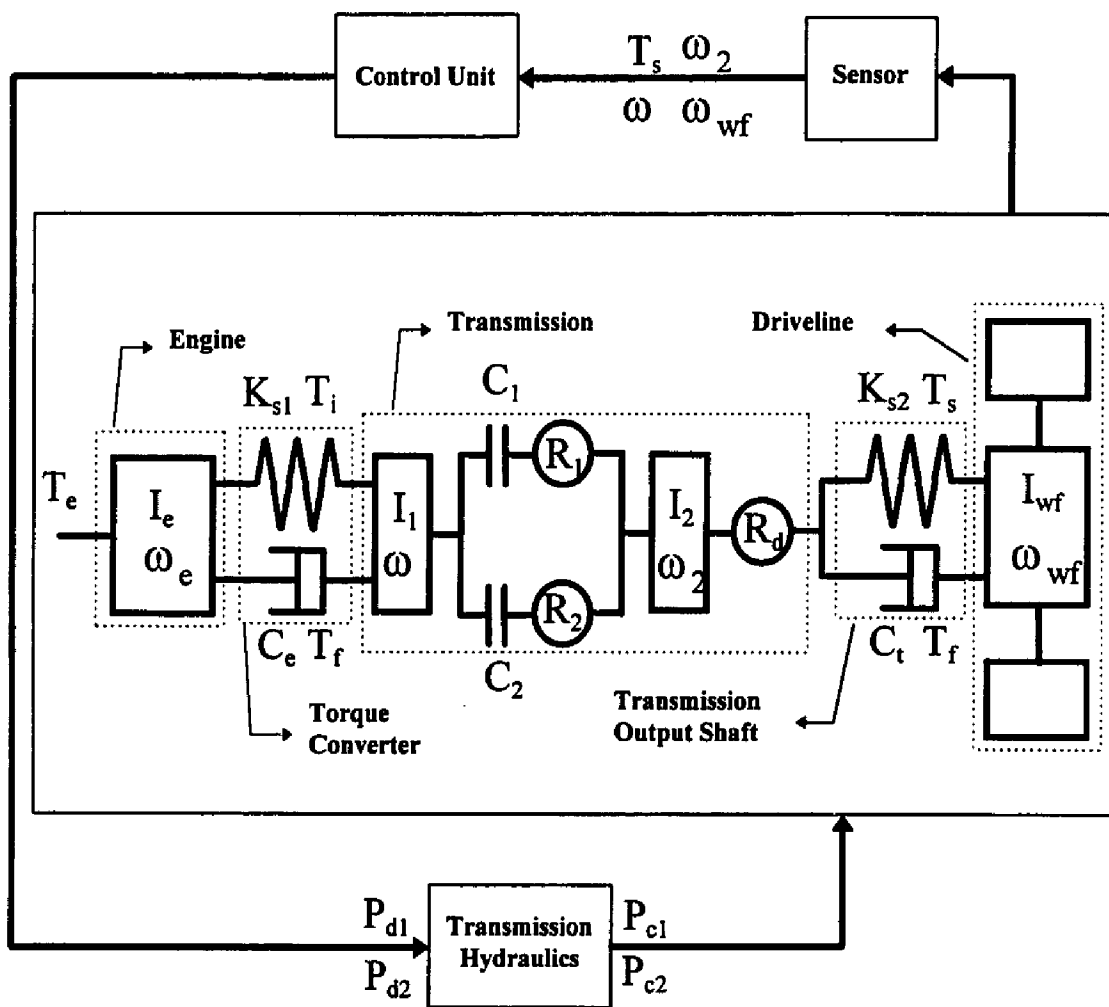 Control Unit
T_s ω_2
ω ω_wf
Sensor
Engine
Transmission
Driveline
K_s1 T_i
C_1
K_s2 T_s
T_e
I_e
ω_e
I_1
ω
R_1
R_2
I_2
ω_2
R_d
I_wf
ω_wf
C_e T_f
C_2
C_t T_f
Torque
Converter
Transmission
Output Shaft
P_d1
P_d2
Transmission
Hydraulics
P_c1
P_c2